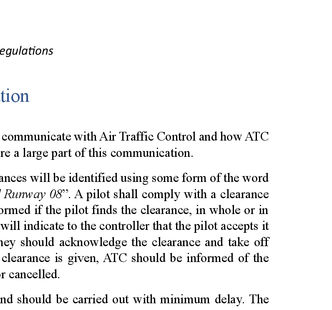 egulations
tion
communicate with Air Traffic Control and how ATC
re a large part of this communication.
ances will be identified using some form of the word
Runway 08”. A pilot shall comply with a clearance
ormed if the pilot finds the clearance, in whole or in
will indicate to the controller that the pilot accepts it
hey should acknowledge the clearance and take off
clearance is given, ATC should be informed of the
r cancelled.
nd should be carried out with minimum delay. The